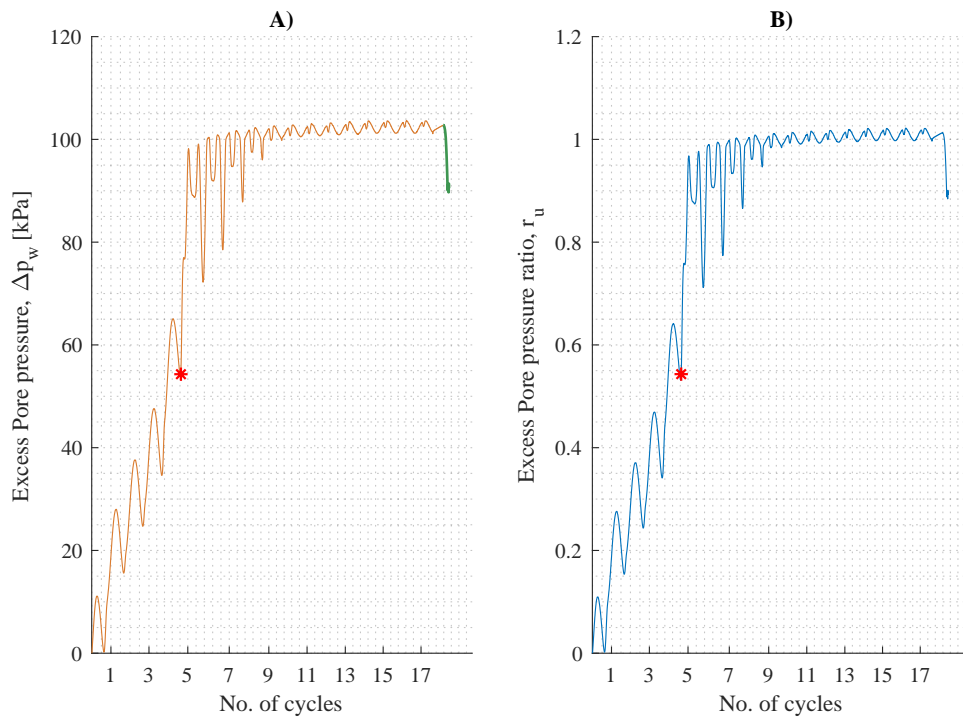 A)
120
100
80
60
40
20
0
Excess Pore pressure, Δp_w [kPa]
1 3 5 7 9 11 13 15 17
No. of cycles
B)
1.2
1
0.8
0.6
0.4
0.2
0
Excess Pore pressure ratio, r_u
1 3 5 7 9 11 13 15 17
No. of cycles